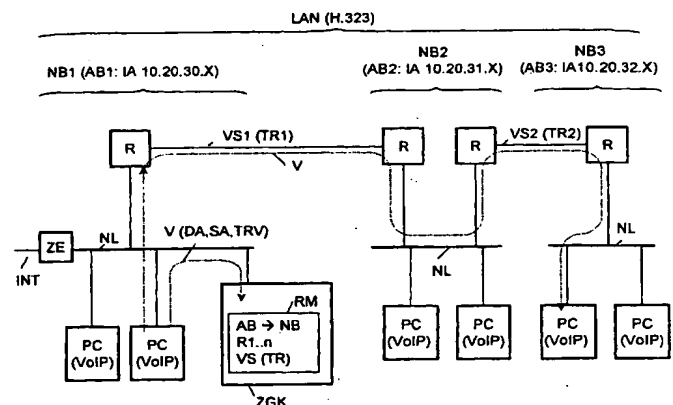 LAN (H.323)
NB1 (AB1: IA 10.20.30.X)
NB2
(AB2: IA 10.20.31.X)
NB3
(AB3: IA10.20.32.X)
R
VS1 (TR1)
V
R
R
VS2 (TR2)
R
ZE
NL
V (DA,SA,TRV)
INT
NL
NL
PC
(VoIP)
PC
(VoIP)
RM
AB → NB
R1..n
VS (TR)
ZGK
PC
(VoIP)
PC
(VoIP)
PC
(VoIP)
PC
(VoIP)